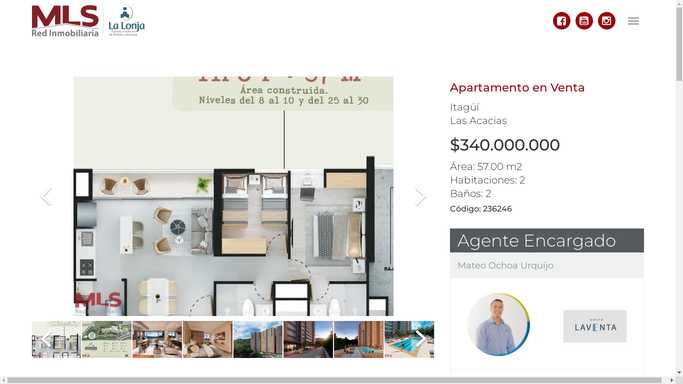 MLS
Red Inmobiliaria
La Lonja
Apartamento en Venta
Itagüí
Las Acacias
$340.000.000
Área: 57.00 m2
Habitaciones: 2
Baños: 2
Código: 236246
Agente Encargado
Mateo Ochoa Urquijo
LAVENTA
Área construida.
Niveles del 8 al 10 y del 25 al 30
MLS